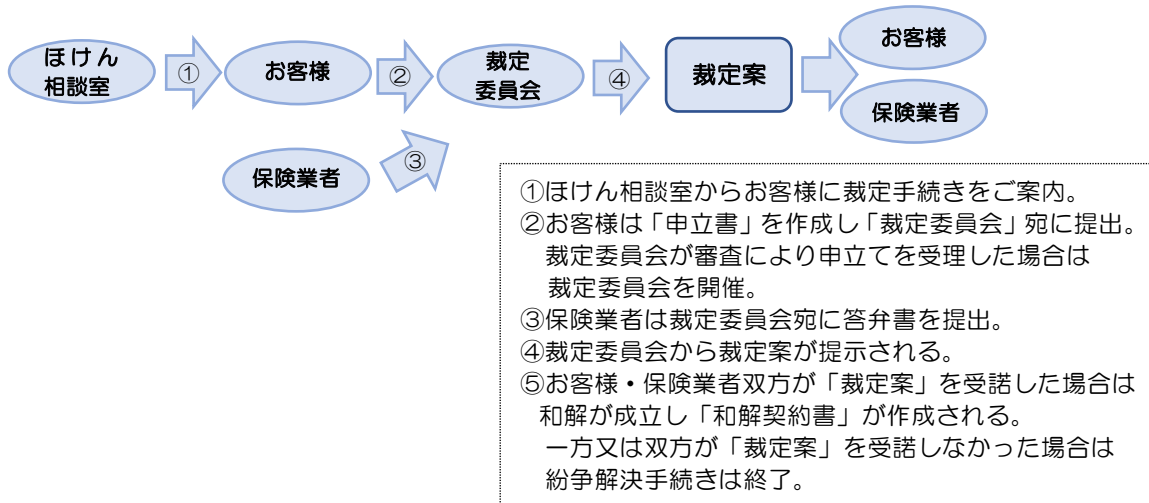 ほけん
相談室
①
お客様
②
裁定
委員会
④
裁定案
お客様
保険業者
保険業者
③
①ほけん相談室からお客様に裁定手続きをご案内。
②お客様は「申立書」を作成し「裁定委員会」宛に提出。
裁定委員会が審査により申立てを受理した場合は
裁定委員会を開催。
③保険業者は裁定委員会宛に答弁書を提出。
④裁定委員会から裁定案が提示される。
⑤お客様・保険業者双方が「裁定案」を受諾した場合は
和解が成立し「和解契約書」が作成される。
一方又は双方が「裁定案」を受諾しなかった場合は
紛争解決手続きは終了。